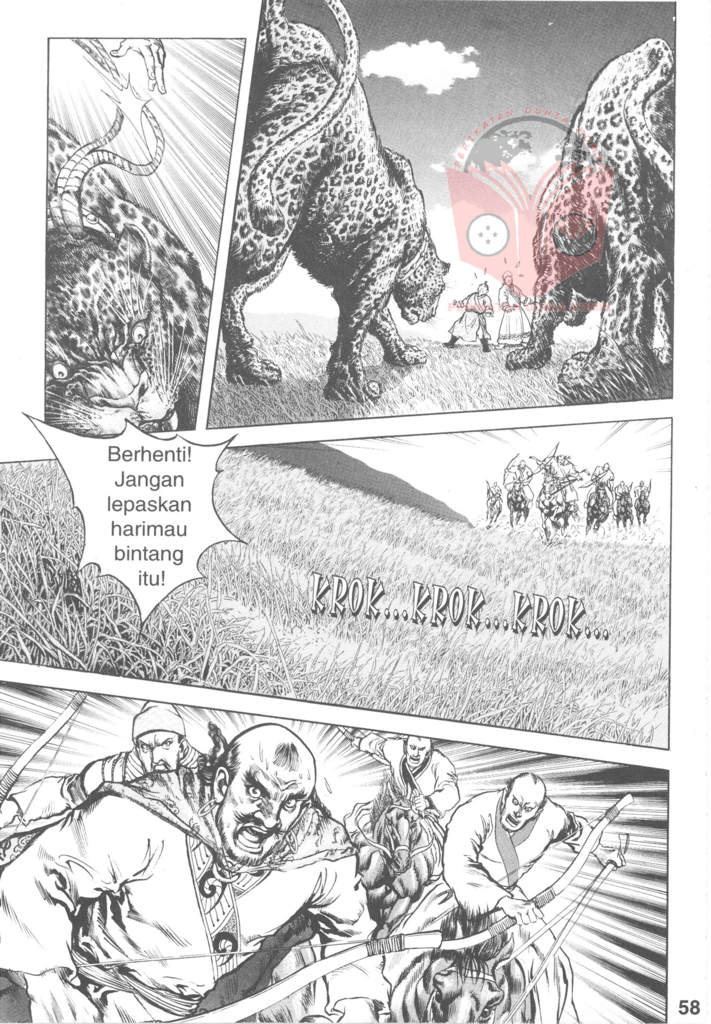 Berhenti!
Jangan
lepaskan
harimau
bintang
itu!
KROK...KROK...KROK...
58